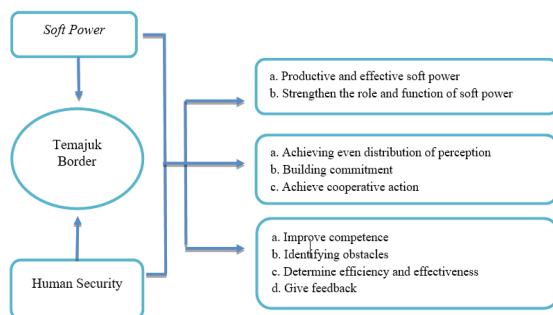 Soft Power
Temajuk
Border
Human Security
a. Productive and effective soft power
b. Strengthen the role and function of soft power
a. Achieving even distribution of perception
b. Building commitment
c. Achieve cooperative action
a. Improve competence
b. Identifying obstacles
c. Determine efficiency and effectiveness
d. Give feedback